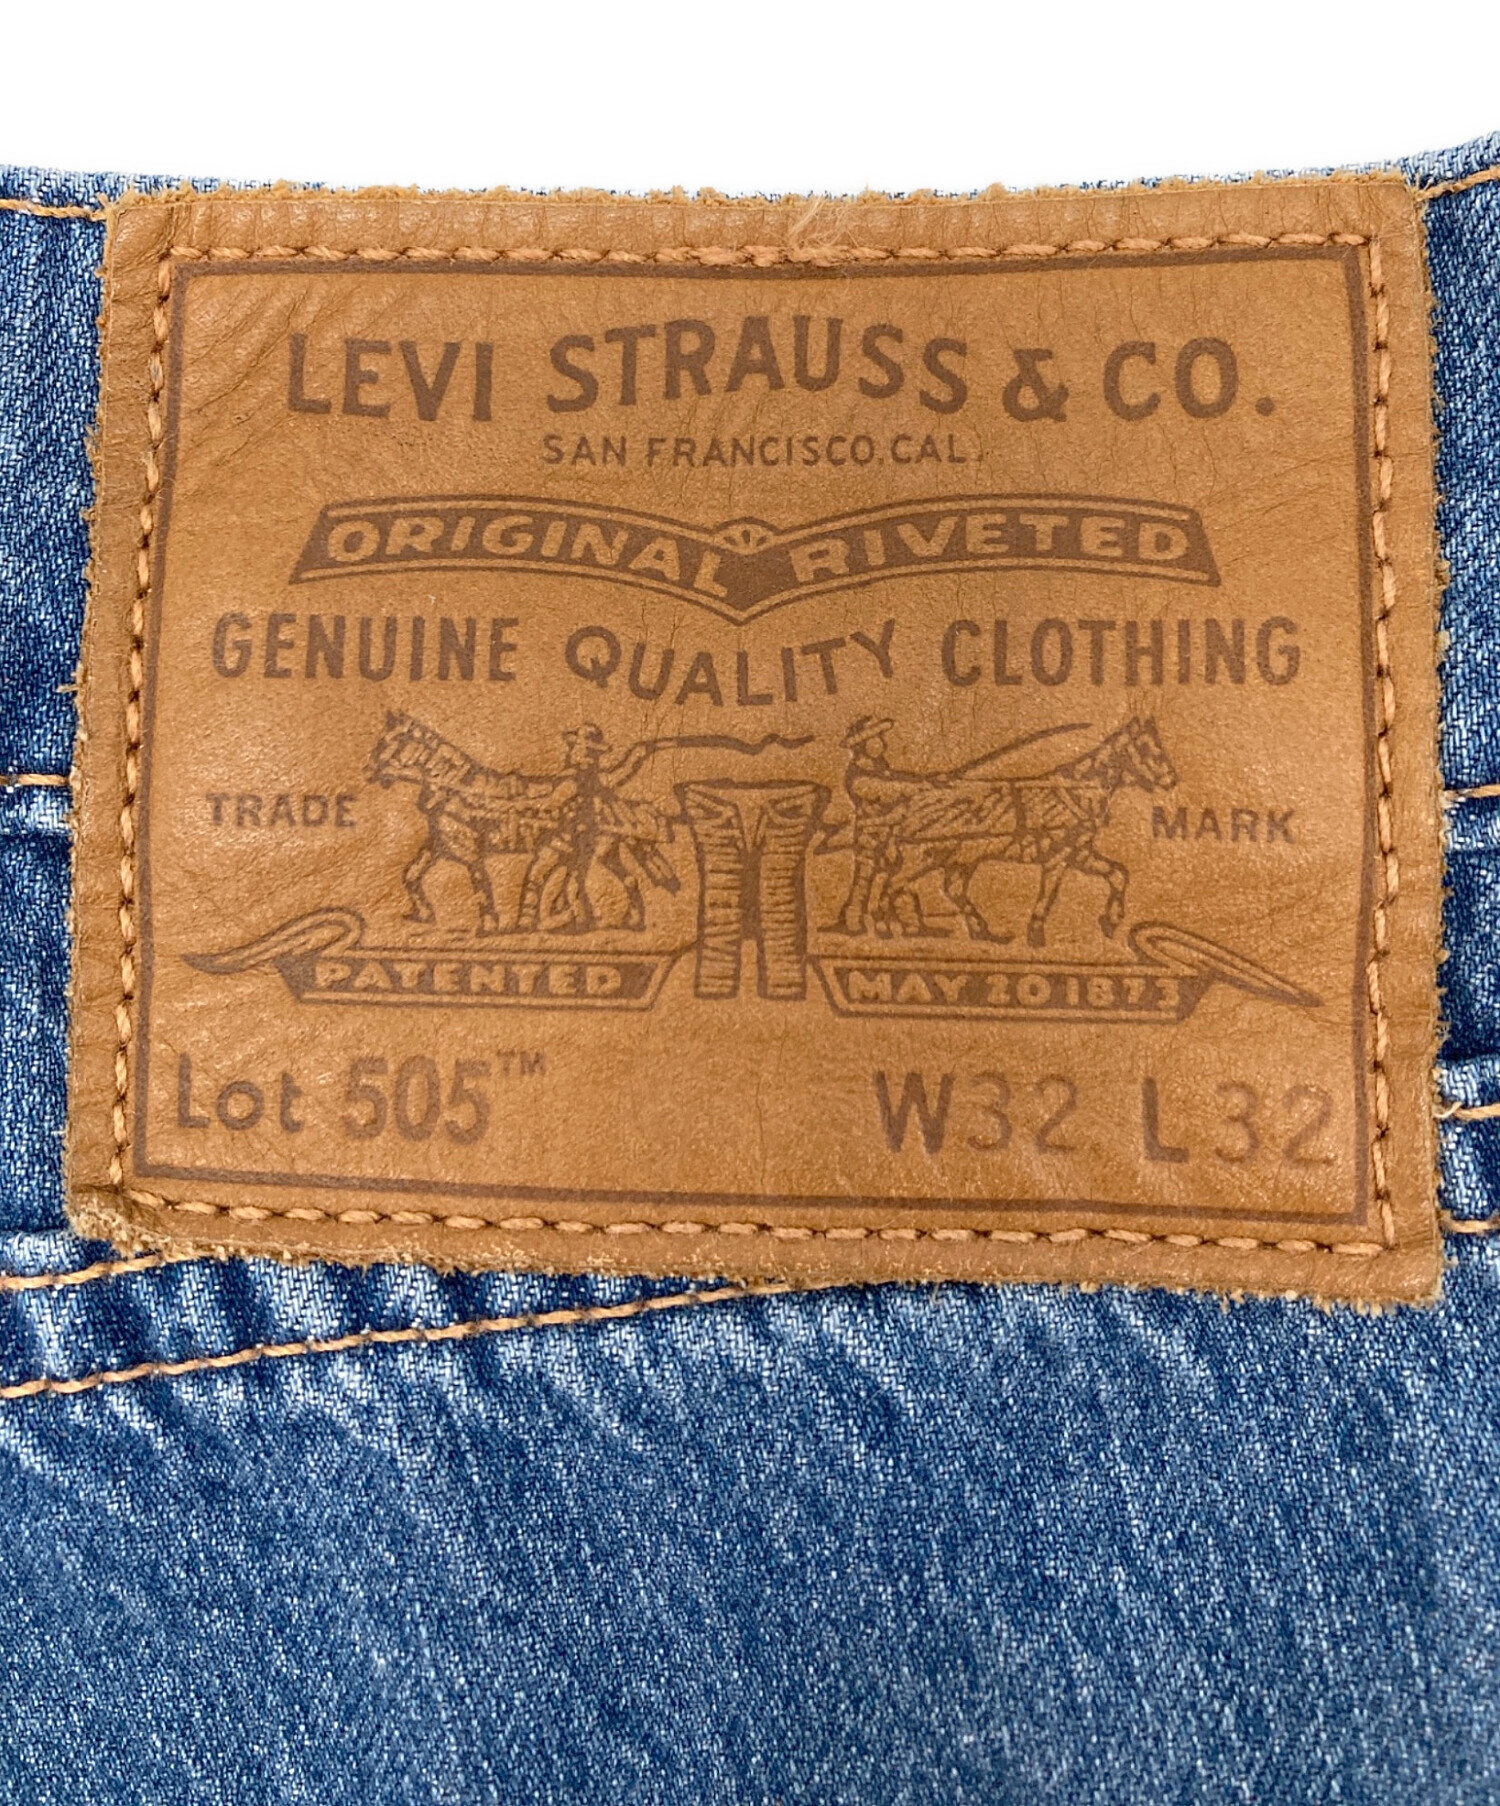 LEVI STRAUSS & CO.
SAN FRANCISCO, CAL.
ORIGINAL RIVETED
GENUINE QUALITY CLOTHING
TRADE MARK
PATENTED MAY 20 1873
Lot 505™ W32 L32